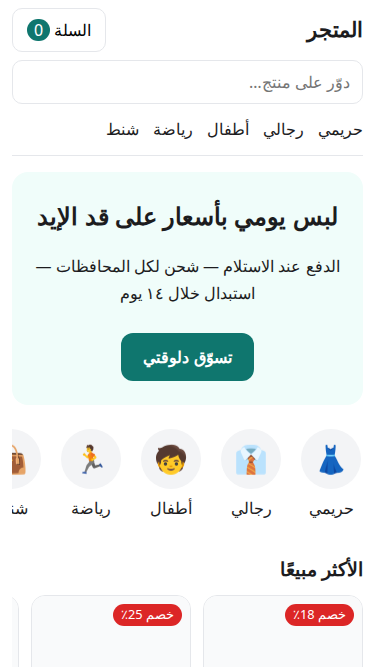 المتجر
السلة 0
دوّر على منتج...
حريمي رجالي أطفال رياضة شنط
لبس يومي بأسعار على قد الإيد
الدفع عند الاستلام — شحن لكل المحافظات —
استبدال خلال ١٤ يوم
تسوّق دلوقتي
حريمي رجالي أطفال رياضة
الأكثر مبيعًا
خصم 18٪ خصم 25٪